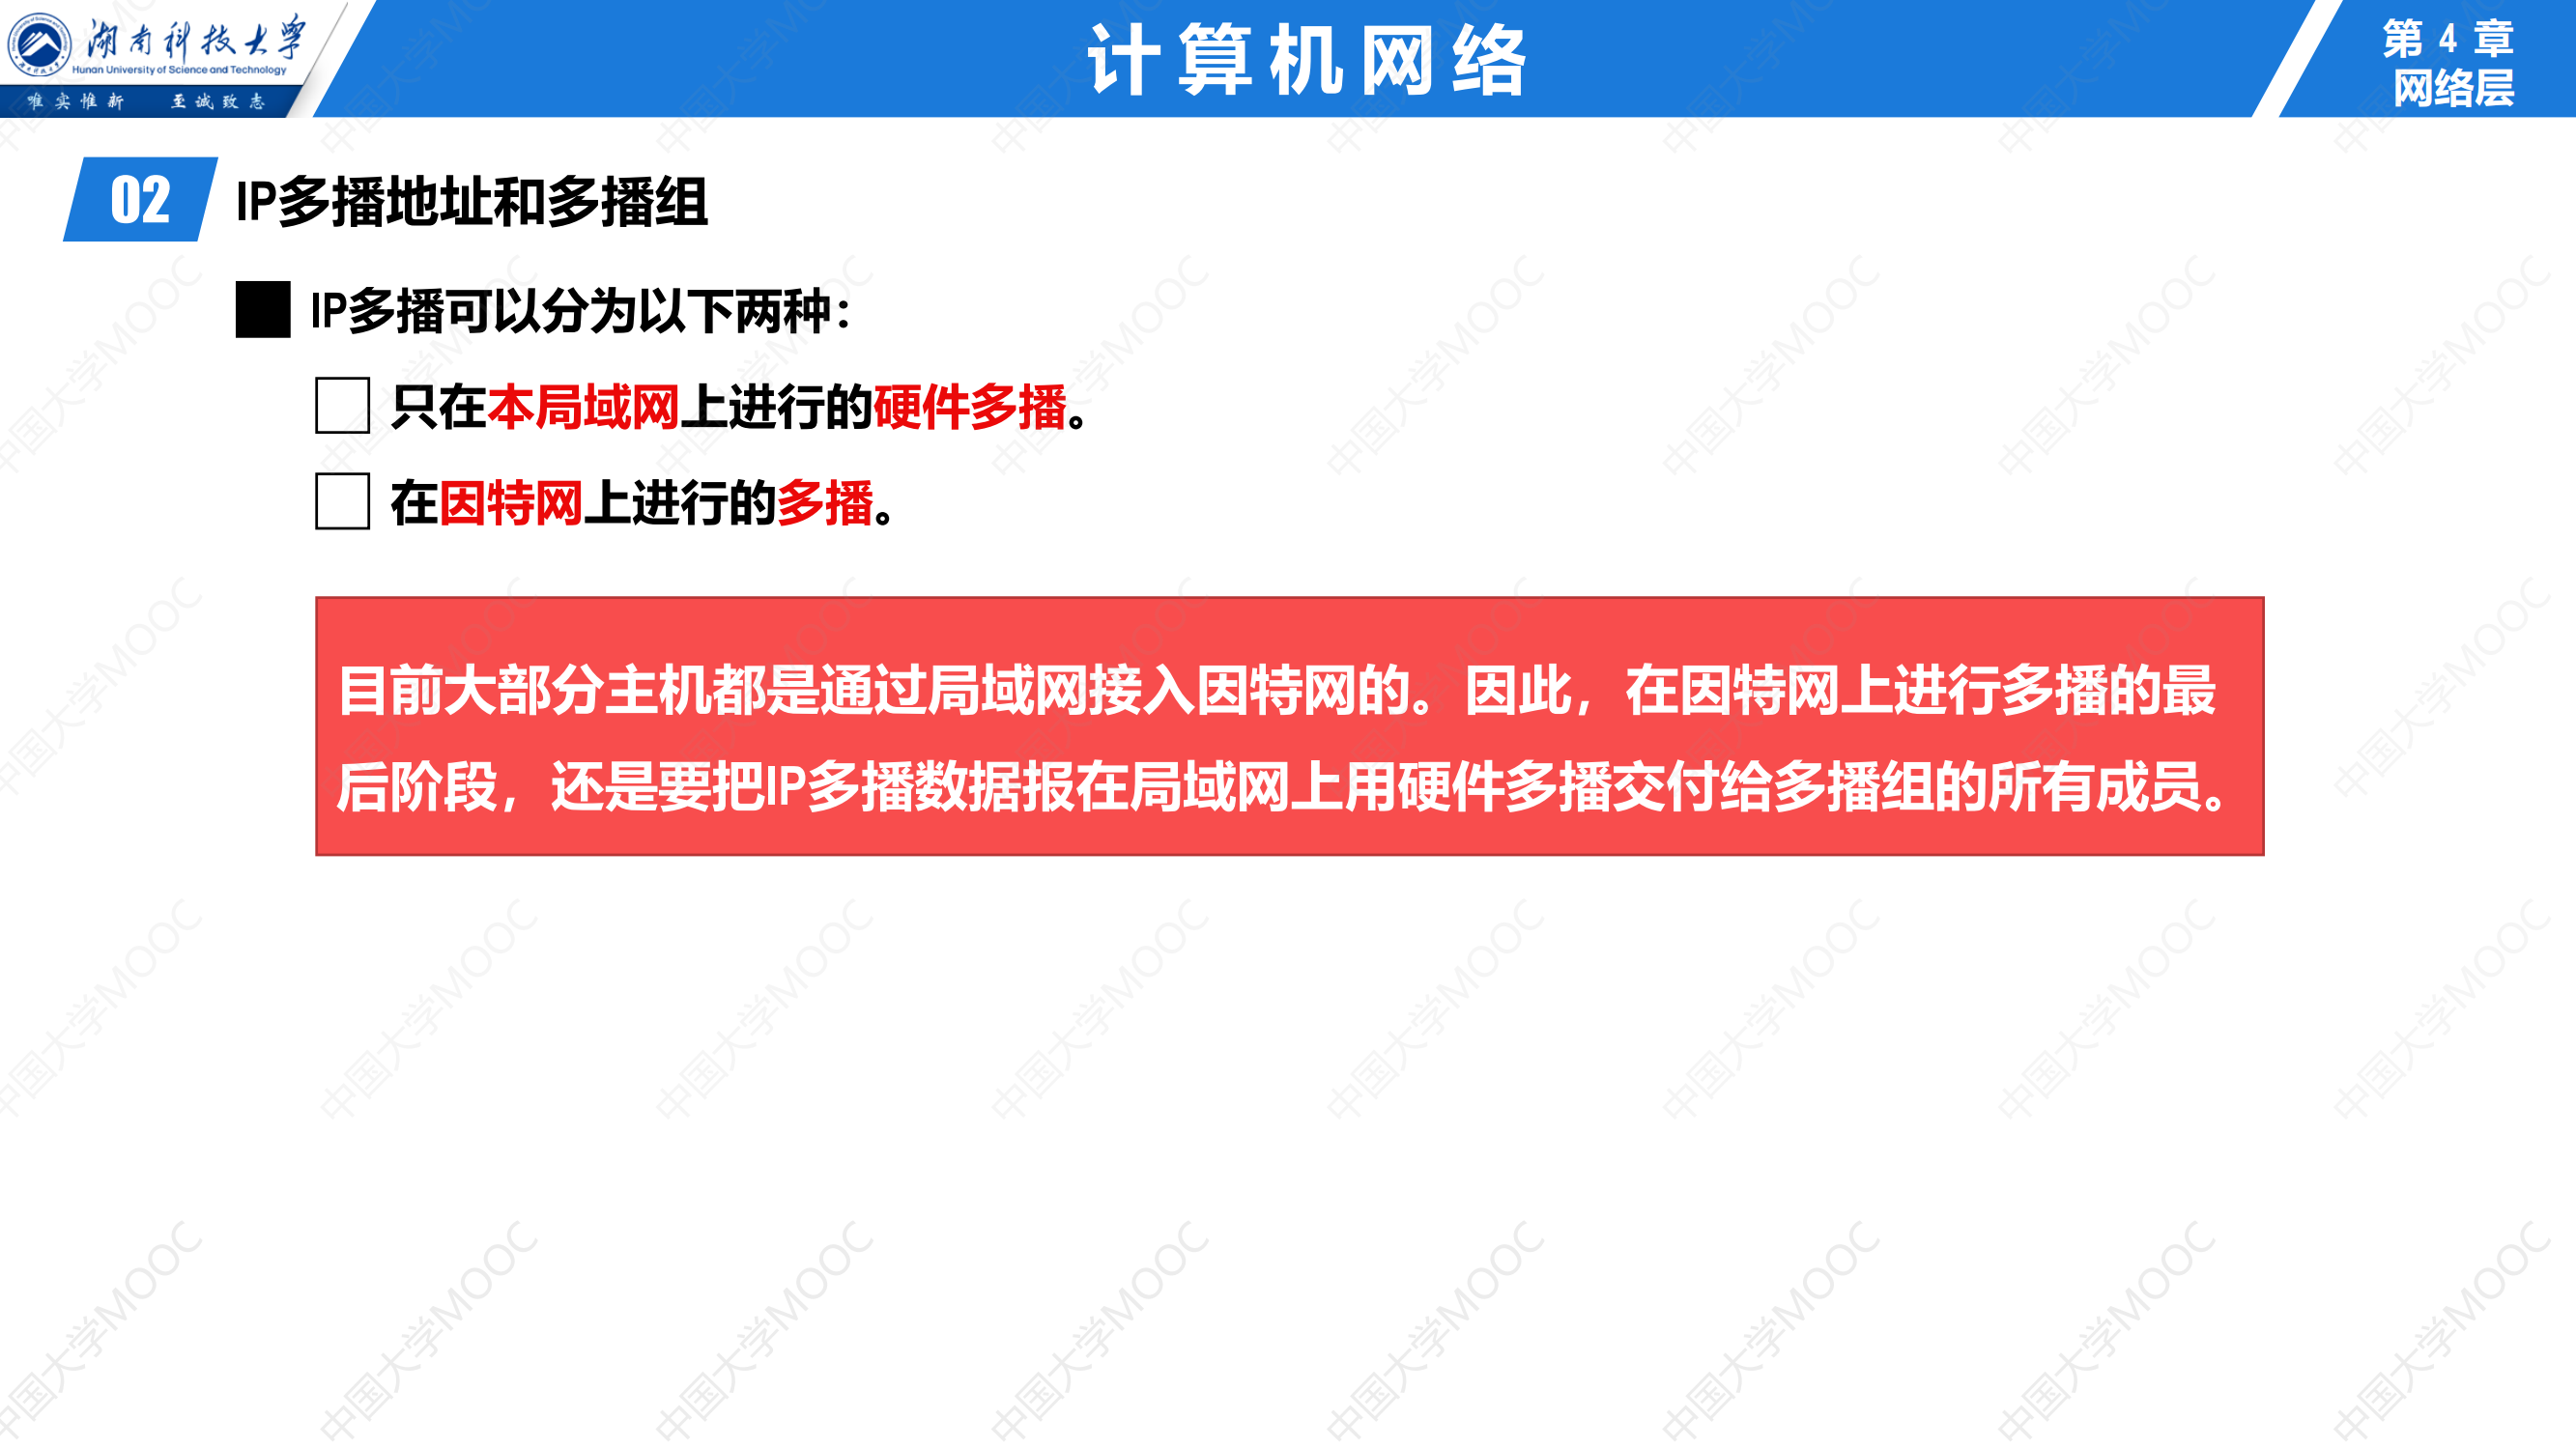 湖南科技大学
Hunan University of Science and Technology
唯实惟新 至诚致志
计算机网络
第 4 章
网络层
02 IP多播地址和多播组
IP多播可以分为以下两种：
只在本局域网上进行的硬件多播。
在因特网上进行的多播。
目前大部分主机都是通过局域网接入因特网的。因此，在因特网上进行多播的最
后阶段，还是要把IP多播数据报在局域网上用硬件多播交付给多播组的所有成员。
中国大学MOOC